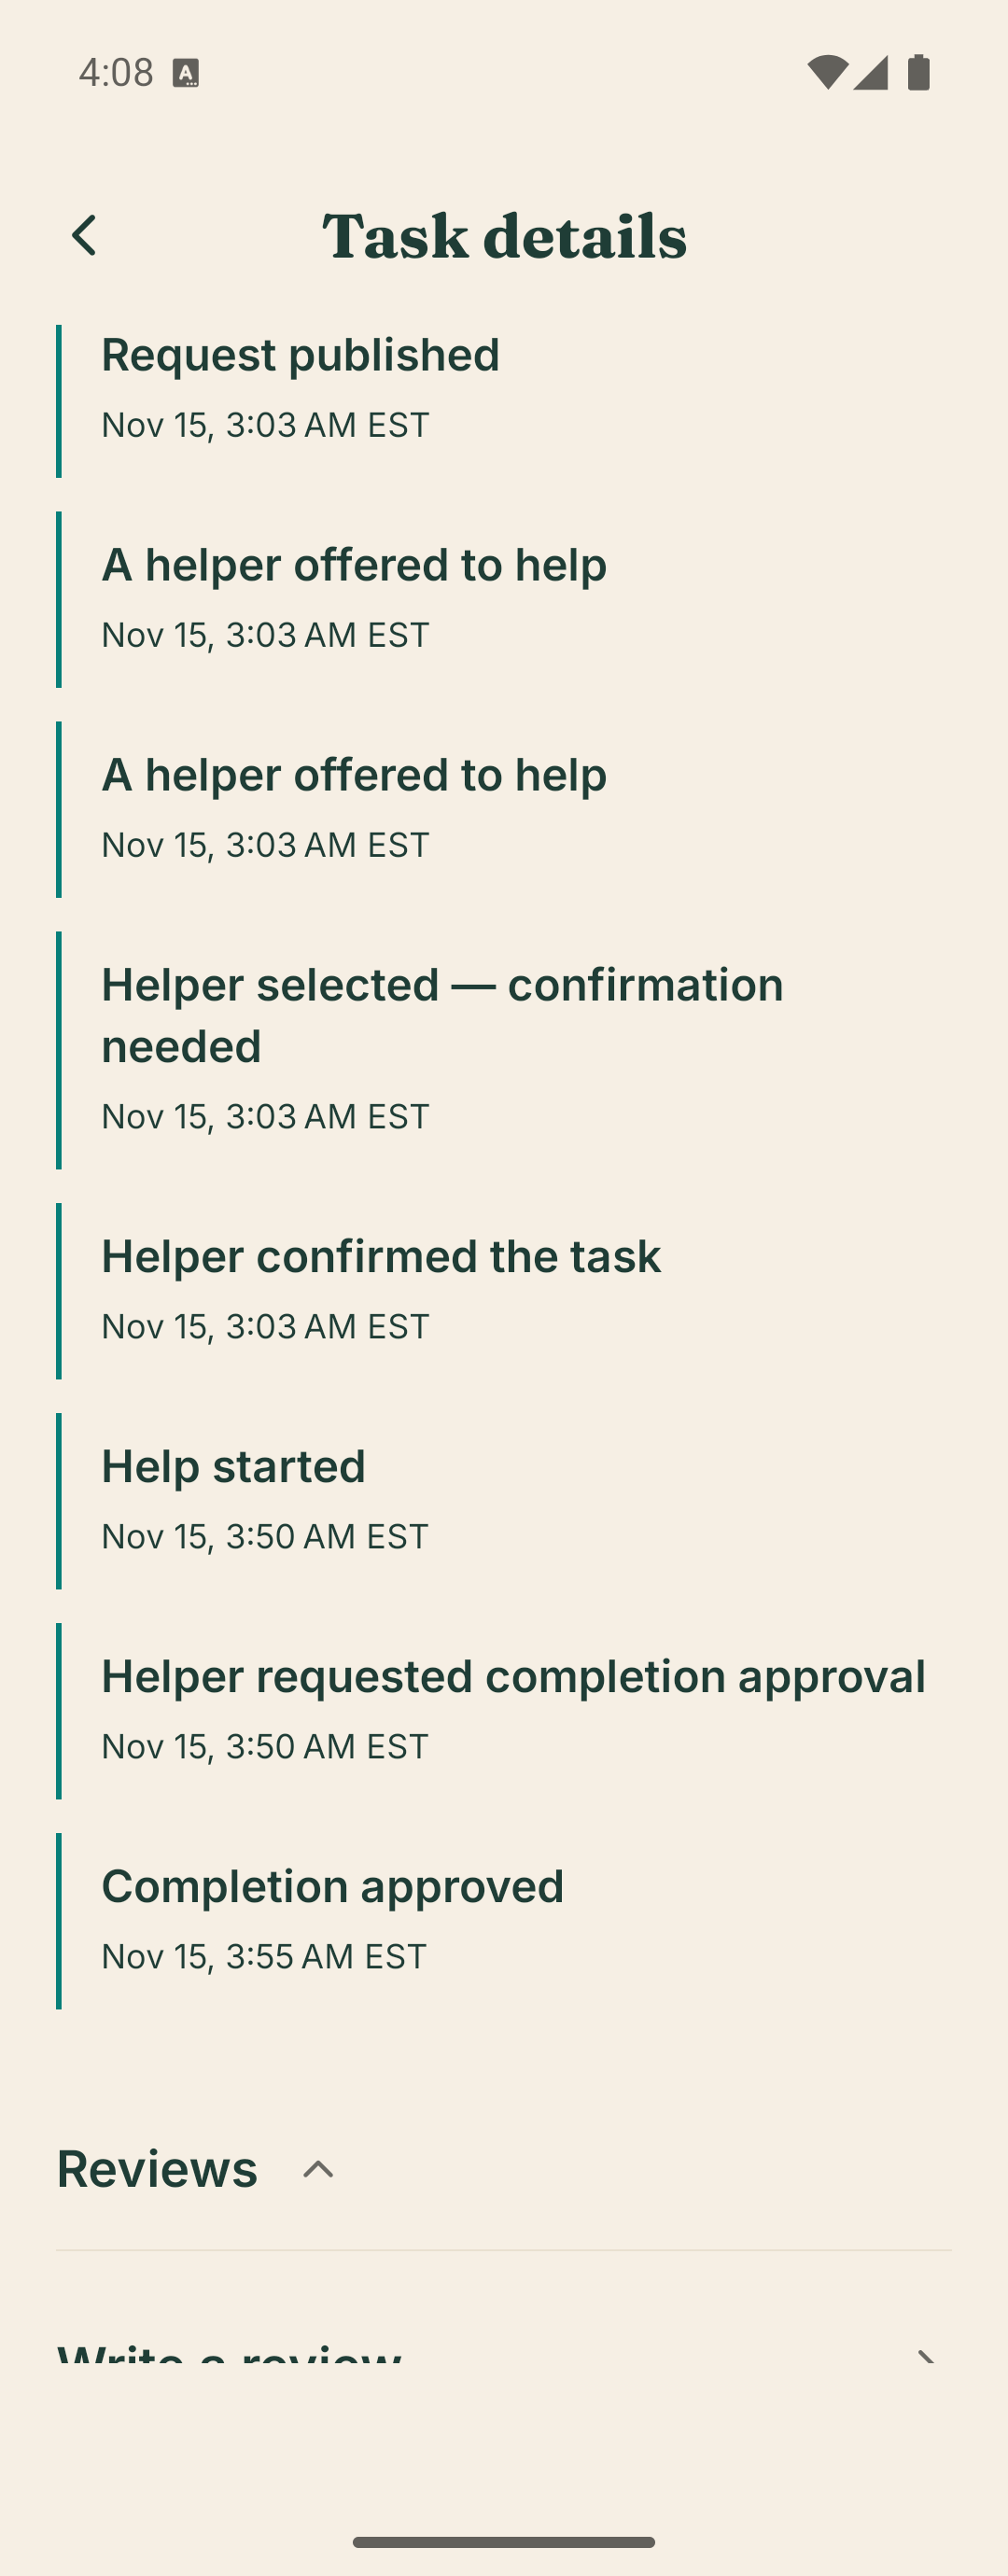 4:08
Task details
Request published
Nov 15, 3:03 AM EST
A helper offered to help
Nov 15, 3:03 AM EST
A helper offered to help
Nov 15, 3:03 AM EST
Helper selected — confirmation
needed
Nov 15, 3:03 AM EST
Helper confirmed the task
Nov 15, 3:03 AM EST
Help started
Nov 15, 3:50 AM EST
Helper requested completion approval
Nov 15, 3:50 AM EST
Completion approved
Nov 15, 3:55 AM EST
Reviews
Write a review